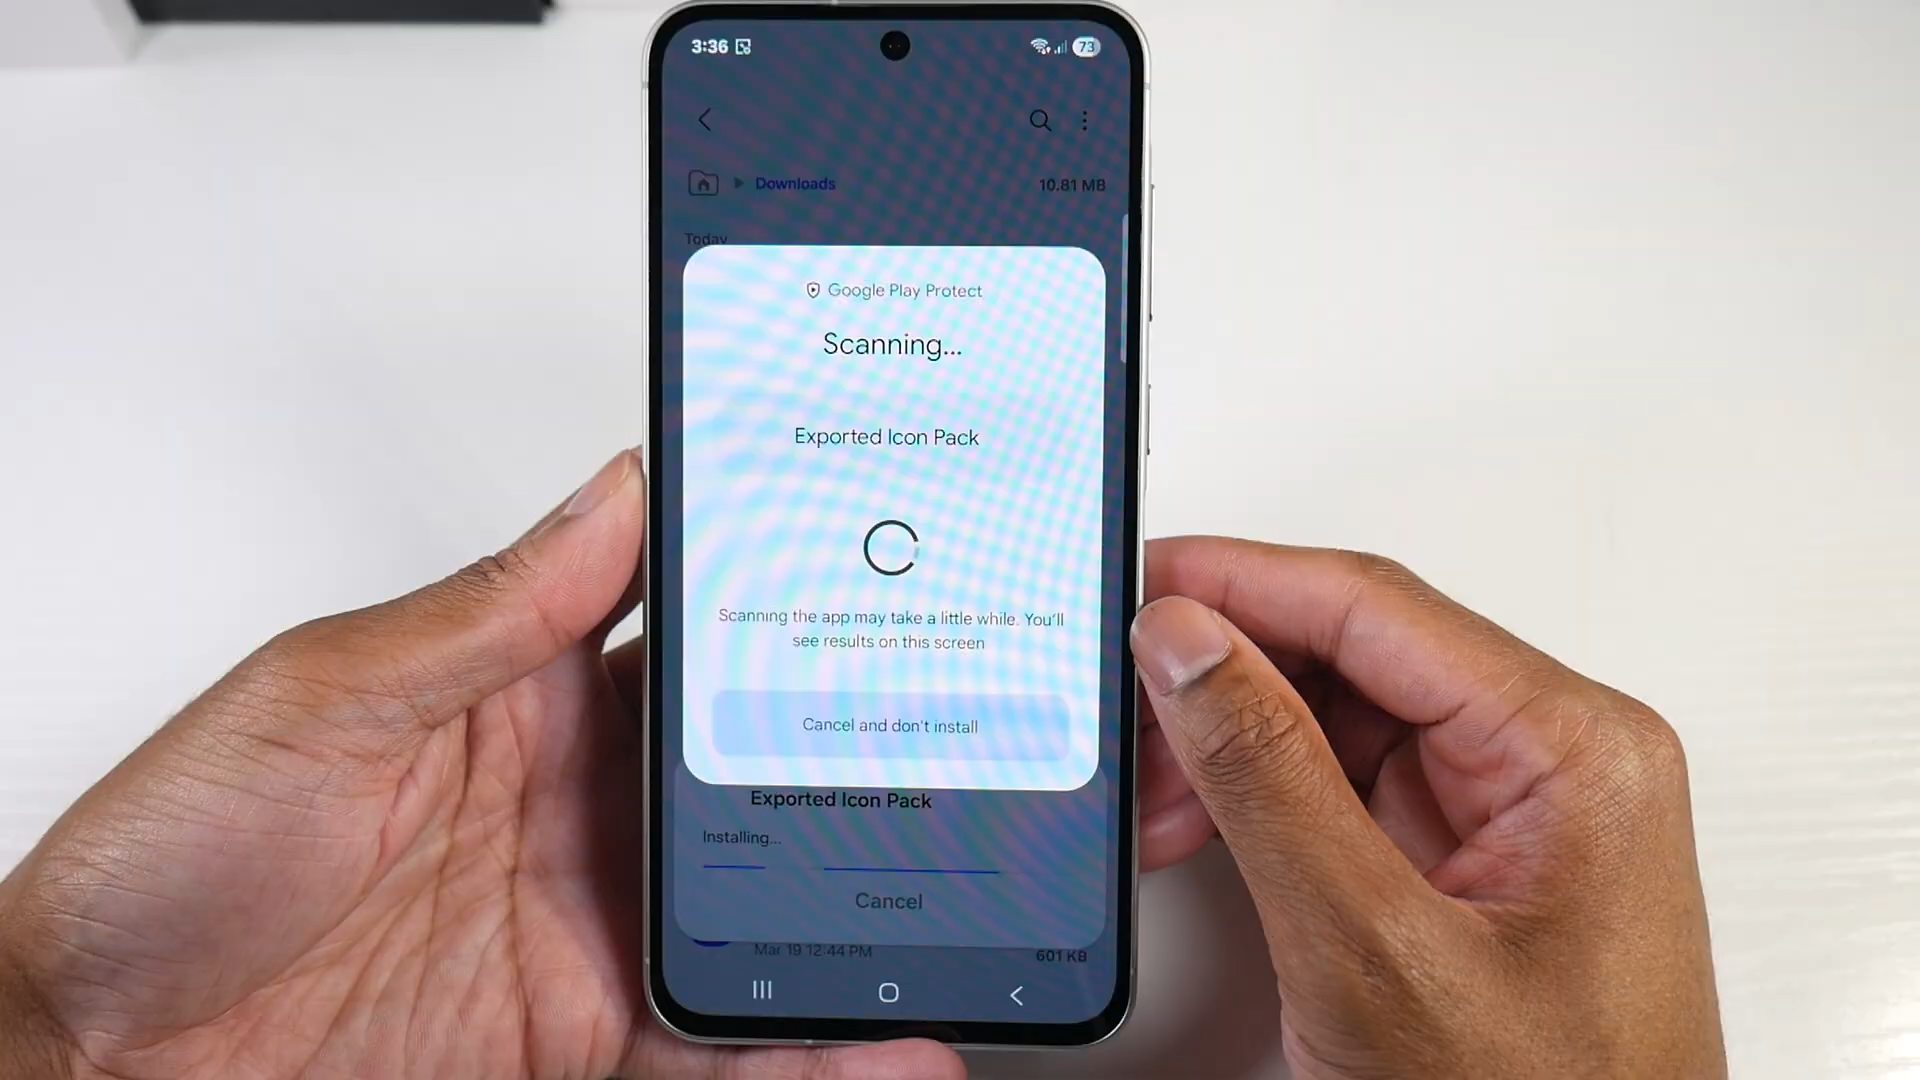 3:36
73
Downloads
10.81 MB
Today
Google Play Protect
Scanning...
Exported Icon Pack
Scanning the app may take a little while. You'll
see results on this screen
Cancel and don't install
Exported Icon Pack
Installing...
Cancel
Mar 19 12:44 PM
601 KB